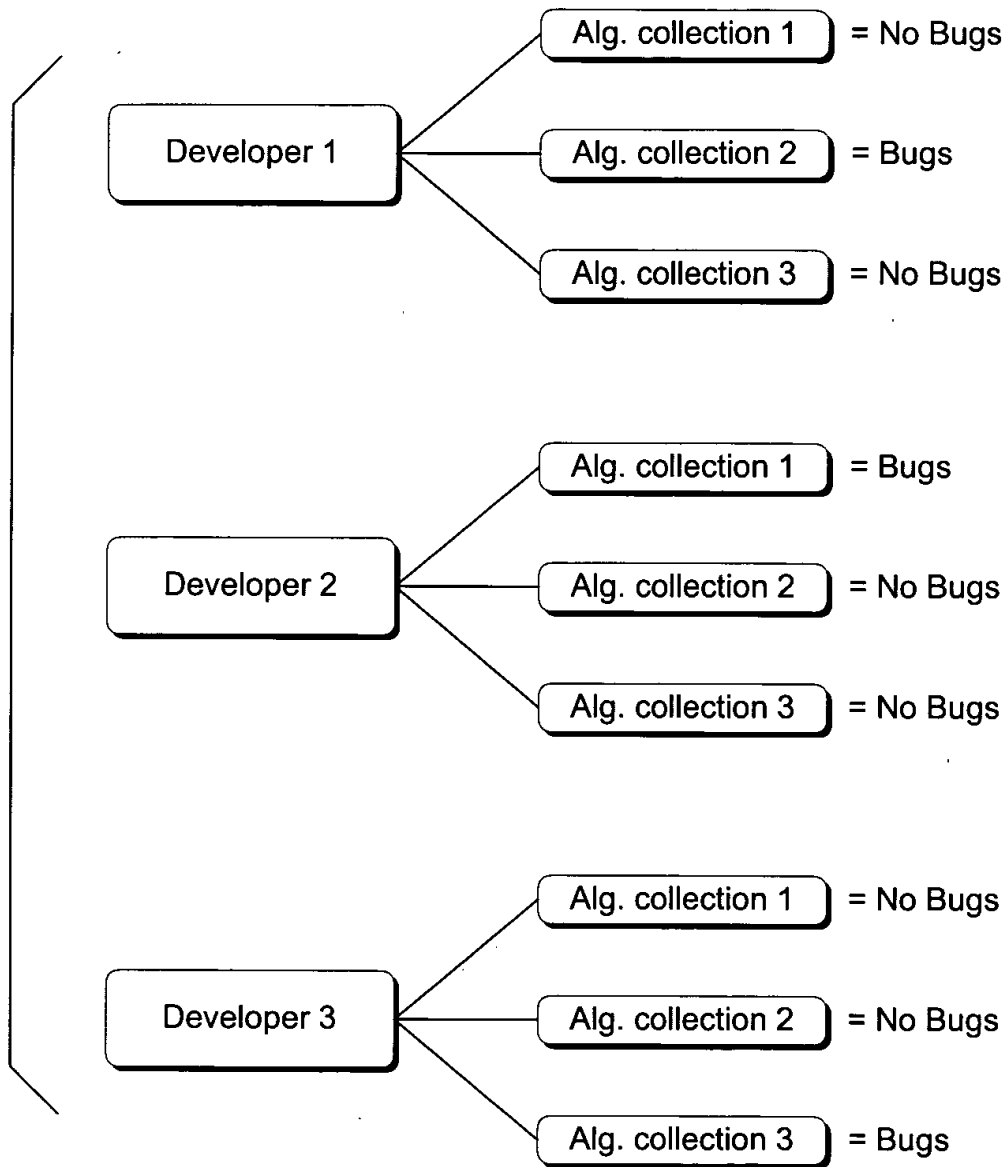 Alg. collection 1 = No Bugs
Developer 1
Alg. collection 2 = Bugs
Alg. collection 3 = No Bugs
Alg. collection 1 = Bugs
Developer 2
Alg. collection 2 = No Bugs
Alg. collection 3 = No Bugs
Alg. collection 1 = No Bugs
Developer 3
Alg. collection 2 = No Bugs
Alg. collection 3 = Bugs